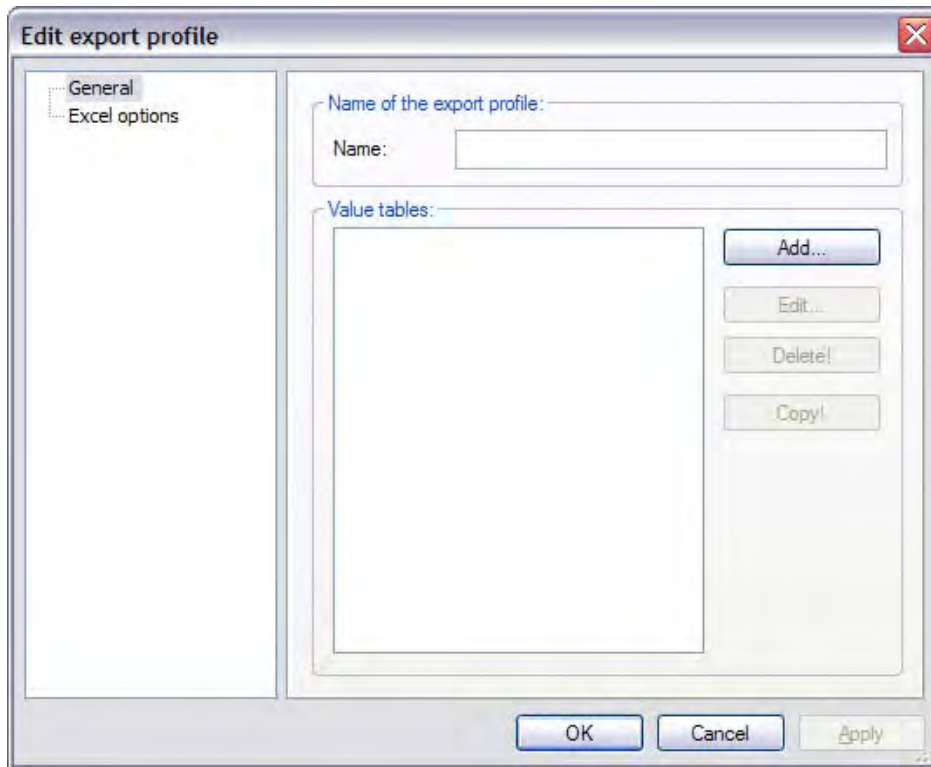 Edit export profile
General
Excel options
Name of the export profile:
Name:
Value tables:
Add...
Edit...
Delete!
Copy!
OK
Cancel
Apply